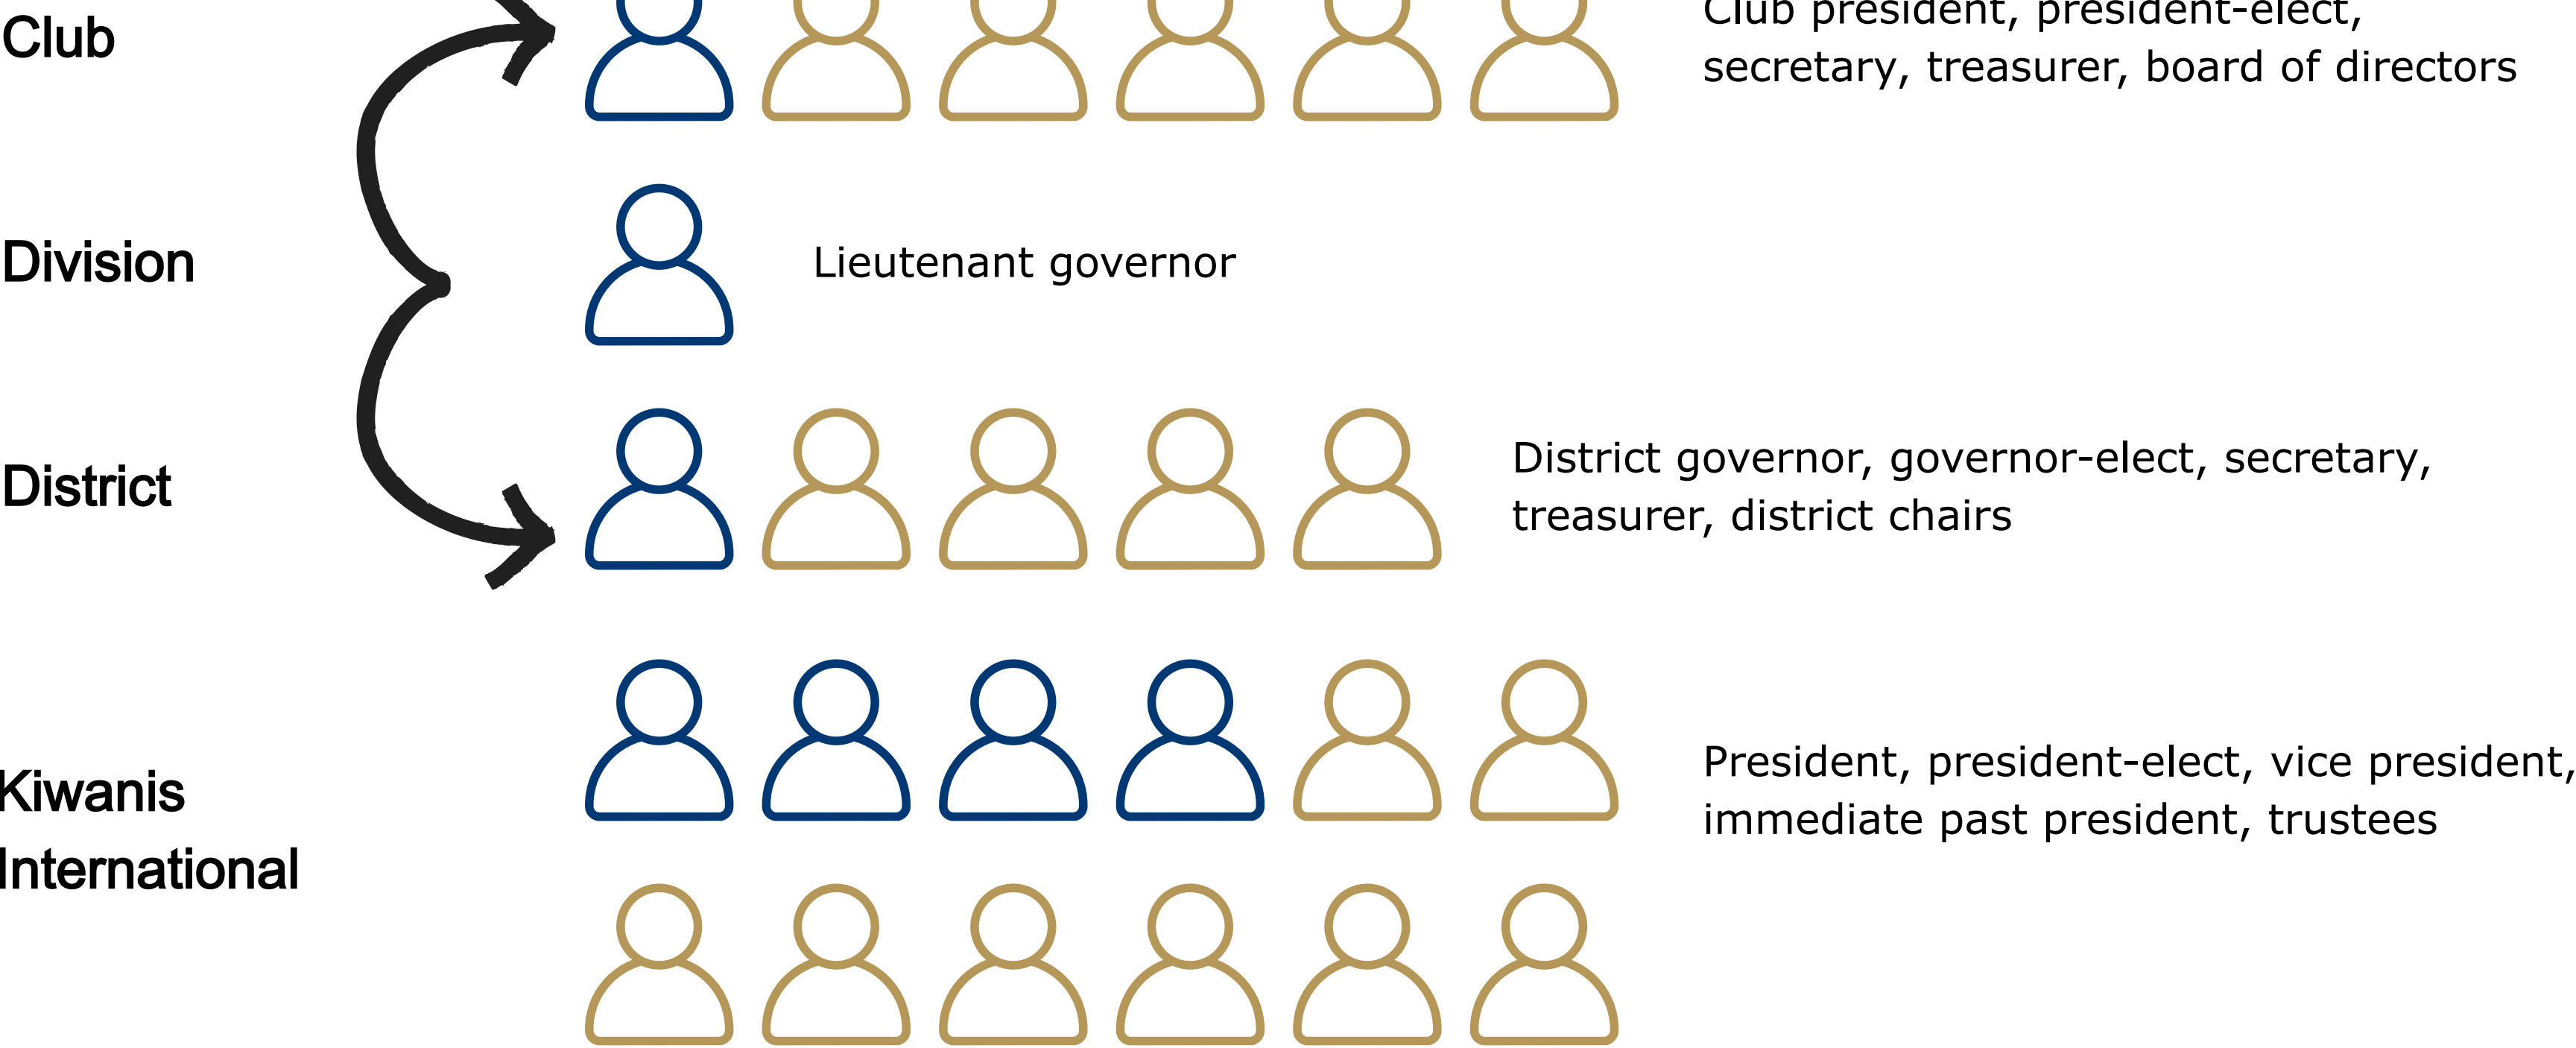 Club
Club president, president-elect,
secretary, treasurer, board of directors
Division
Lieutenant governor
District
District governor, governor-elect, secretary,
treasurer, district chairs
Kiwanis
International
President, president-elect, vice president,
immediate past president, trustees